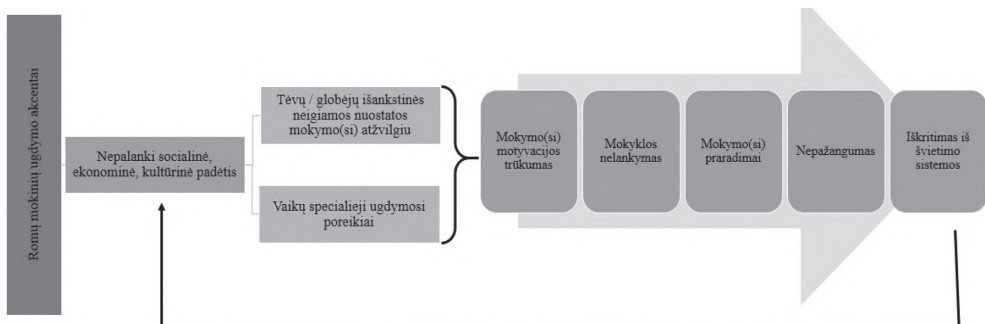 Romų mokinių ugdymo akcentai
Nepalanki socialinė,
ekonominė, kultūrinė padėtis
Tėvų / globėjų išankstinės
neigiamos nuostatos
mokymo(si) atžvilgiu
Vaikų specialieji ugdymosi
poreikiai
Mokymo(si)
motyvacijos
trūkumas
Mokyklos
nelankymas
Mokymo(si)
praradimai
Nepažangumas
Iškritimas iš
švietimo
sistemos